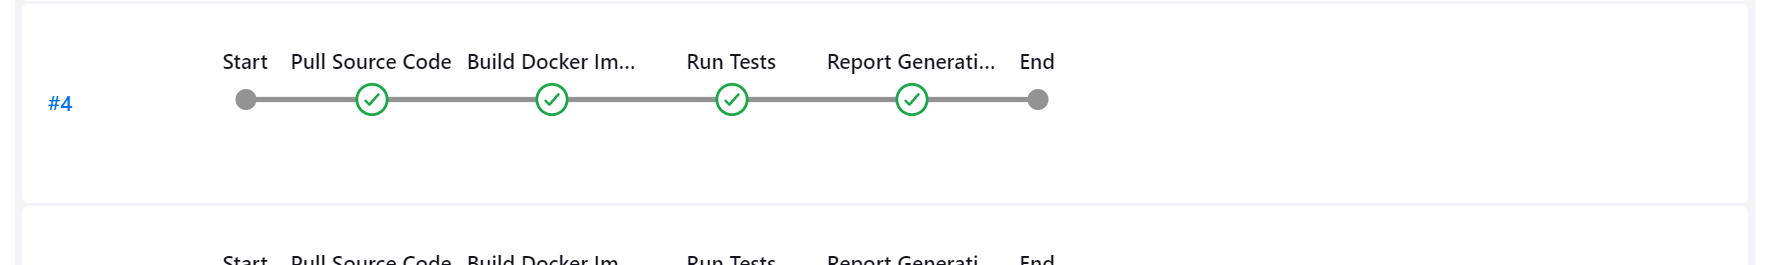 Start Pull Source Code Build Docker Im... Run Tests Report Generati... End
#4
Start Pull Source Code Build Docker Im... Run Tests Report Generati... End